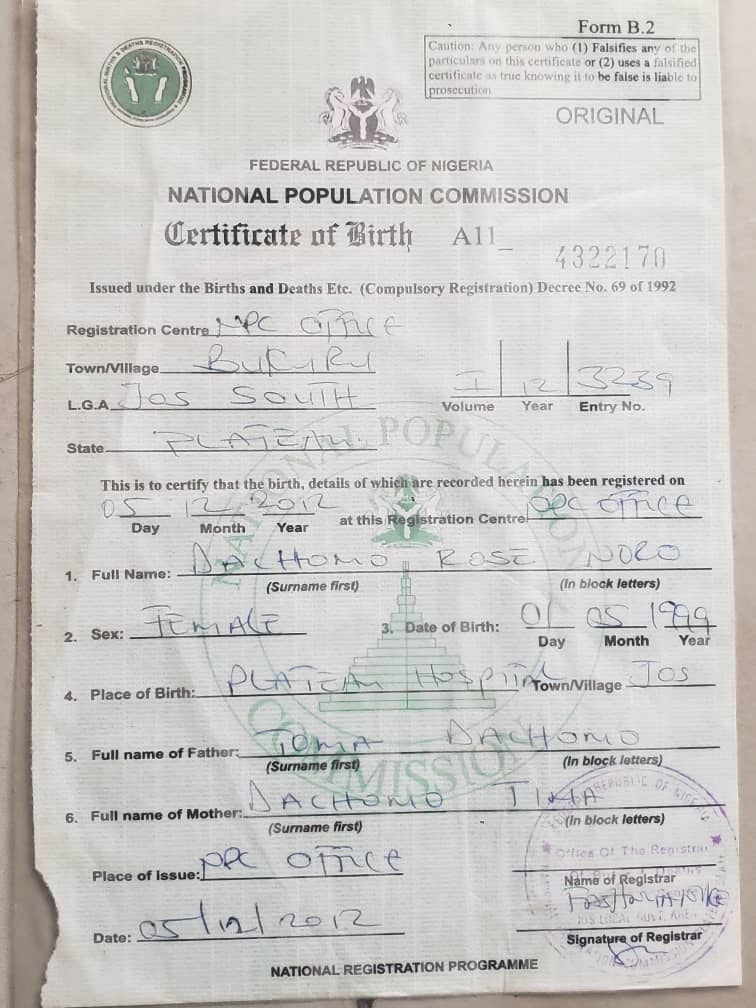 Form B.2
Caution: Any person who (1) Falsifies any of the
particulars on this certificate or (2) uses a falsified
certificate as true knowing it to be false is liable to
prosecution
ORIGINAL
FEDERAL REPUBLIC OF NIGERIA
NATIONAL POPULATION COMMISSION
Certificate of Birth A11_ 4322170
Issued under the Births and Deaths Etc. (Compulsory Registration) Decree No. 69 of 1992
Registration Centre NPC OFFICE
Town/Village BUKURU
L.G.A JOS SOUTH
I 12 3239
Volume Year Entry No.
State PLATEAU
This is to certify that the birth, details of which are recorded herein has been registered on
05 12 2012 at this Registration Centre NPC OFFICE
Day Month Year
1. Full Name: DACHOMO ROSE NORO
(Surname first) (In block letters)
2. Sex: FEMALE 3. Date of Birth: 01 05 1999
Day Month Year
4. Place of Birth: PLATEAU HOSPITAL Town/Village JOS
5. Full name of Father: TOMA DACHOMO
(Surname first) (In block letters)
6. Full name of Mother: DACHOMO
(Surname first) (In block letters)
Place of Issue: NPC OFFICE
Office Of The Registrar
Name of Registrar
Date: 05/12/2012
Signature of Registrar
NATIONAL REGISTRATION PROGRAMME
NATIONAL POPULATION COMMISSION